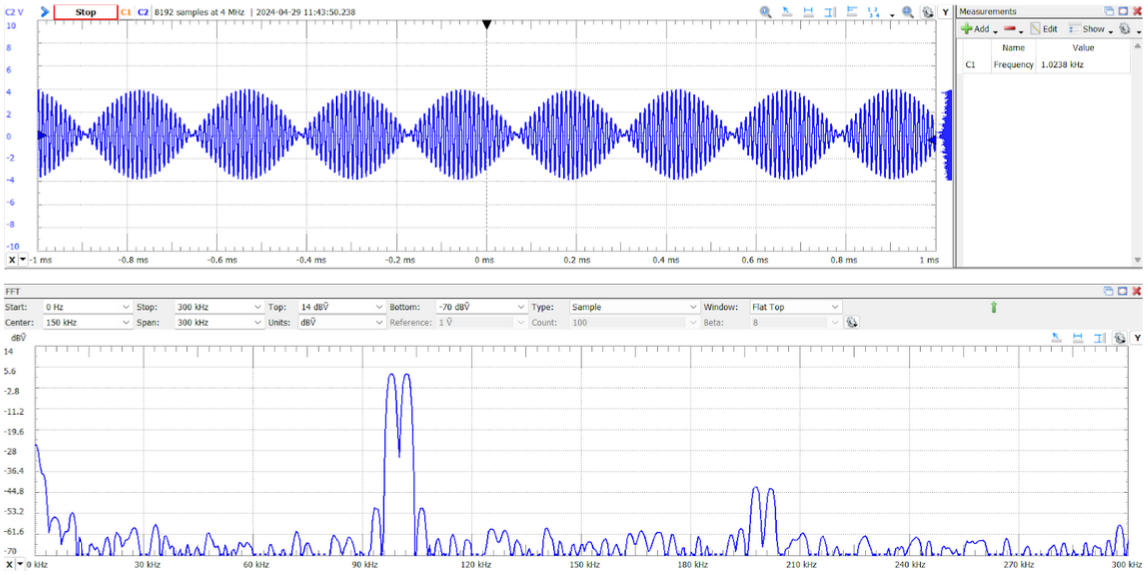 C2 V Stop C1 C2 8192 samples at 4 MHz | 2024-04-29 11:43:50.238 Y
10
8
6
4
2
0
-2
-4
-6
-8
-10
X -1 ms -0.8 ms -0.6 ms -0.4 ms -0.2 ms 0 ms 0.2 ms 0.4 ms 0.6 ms 0.8 ms 1 ms
Measurements
Add Edit Show
Name Value
C1 Frequency 1.0238 kHz
FFT
Start: 0 Hz Stop: 300 kHz Top: 14 dBṼ Bottom: -70 dBṼ Type: Sample Window: Flat Top
Center: 150 kHz Span: 300 kHz Units: dBṼ Reference: 1 Ṽ Count: 100 Beta: 8
dBṼ Y
14
5.6
-2.8
-11.2
-19.6
-28
-36.4
-44.8
-53.2
-61.6
-70
X 0 kHz 30 kHz 60 kHz 90 kHz 120 kHz 150 kHz 180 kHz 210 kHz 240 kHz 270 kHz 300 kHz